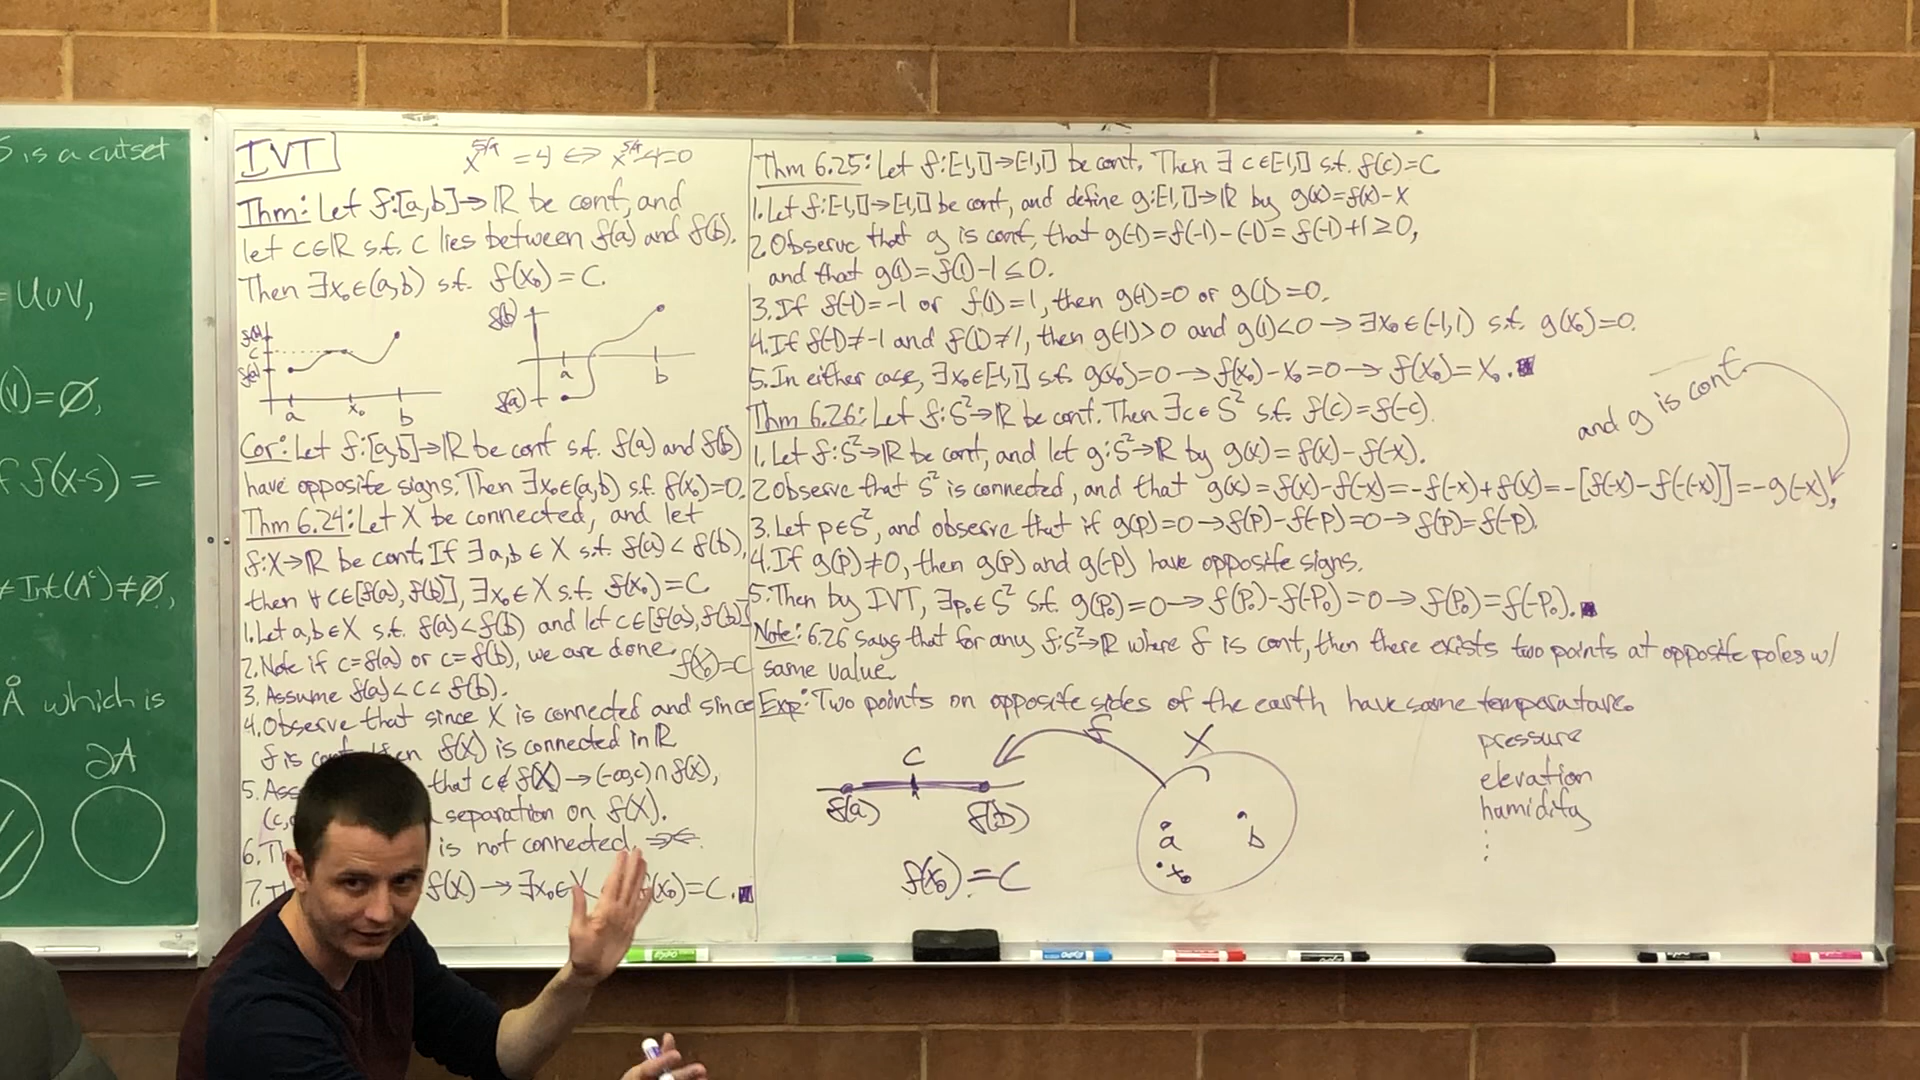 S is a cutset
= U∪V,
(V)=∅,
f f(x-s) =
≠ Int(Aᶜ)≠∅,
Å which is
∂A
IVT
x^{5/4} = 4 ⟺ x^{5/4}-4=0
Thm: Let f:[a,b]→ℝ be cont, and
let c∈ℝ s.t. c lies between f(a) and f(b).
Then ∃x₀∈(a,b) s.t. f(x₀)=C.
f(b)
c
f(a)
a
x₀
b
f(b)
f(a)
a
b
Cor: Let f:[a,b]→ℝ be cont s.t. f(a) and f(b)
have opposite signs. Then ∃x₀∈(a,b) s.t. f(x₀)=0.
Thm 6.24: Let X be connected, and let
f:X→ℝ be cont. If ∃a,b∈X s.t. f(a)<f(b),
then ∀c∈[f(a),f(b)], ∃x₀∈X s.t. f(x₀)=C
1. Let a,b∈X s.t. f(a)<f(b) and let c∈[f(a),f(b)]
2. Note if c=f(a) or c=f(b), we are done. f(x₀)=C
3. Assume f(a)<c<f(b).
4. Observe that since X is connected and since
f is cont, then f(X) is connected in ℝ
5. Ass that c∉f(X)→(-∞,c)∩f(X),
(c, separation on f(X).
6. Th is not connected. →←.
7. f(X)→∃x₀∈X f(x₀)=C. ■
Thm 6.25: Let f:[-1,1]→[-1,1] be cont. Then ∃ c∈[-1,1] s.t. f(c)=C
1. Let f:[-1,1]→[-1,1] be cont, and define g:[-1,1]→ℝ by g(x)=f(x)-x
2. Observe that g is cont, that g(-1)=f(-1)-(-1)=f(-1)+1≥0,
and that g(1)=f(1)-1≤0.
3. If f(-1)=-1 or f(1)=1, then g(-1)=0 or g(1)=0.
4. If f(-1)≠-1 and f(1)≠1, then g(-1)>0 and g(1)<0→∃x₀∈(-1,1) s.t. g(x₀)=0.
5. In either case, ∃x₀∈[-1,1] s.t. g(x₀)=0→f(x₀)-x₀=0→f(x₀)=x₀. ■
Thm 6.26: Let f:S²→ℝ be cont. Then ∃c∈S² s.t. f(c)=f(-c).
and g is cont.
1. Let f:S²→ℝ be cont, and let g:S²→ℝ by g(x)=f(x)-f(-x).
2. Observe that S² is connected, and that g(x)=f(x)-f(-x)=-f(-x)+f(x)=-[f(-x)-f(-(-x))]=-g(-x),
3. Let p∈S², and observe that if g(p)=0→f(p)-f(-p)=0→f(p)=f(-p).
4. If g(p)≠0, then g(p) and g(-p) have opposite signs.
5. Then by IVT, ∃p₀∈S² s.t. g(p₀)=0→f(p₀)-f(-p₀)=0→f(p₀)=f(-p₀). ■
Note: 6.26 says that for any f:S²→ℝ where f is cont, then there exists two points at opposite poles w/
same value.
Exp: Two points on opposite sides of the earth have same temperature.
pressure
elevation
humidity
⋮
f
X
C
f(a)
f(b)
a
b
x₀
f(x₀)=C
EXPO